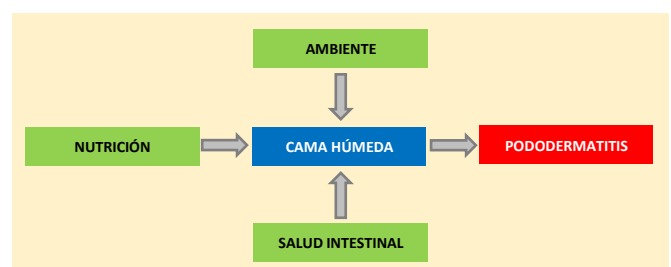 AMBIENTE
NUTRICIÓN
CAMA HÚMEDA
PODODERMATITIS
SALUD INTESTINAL